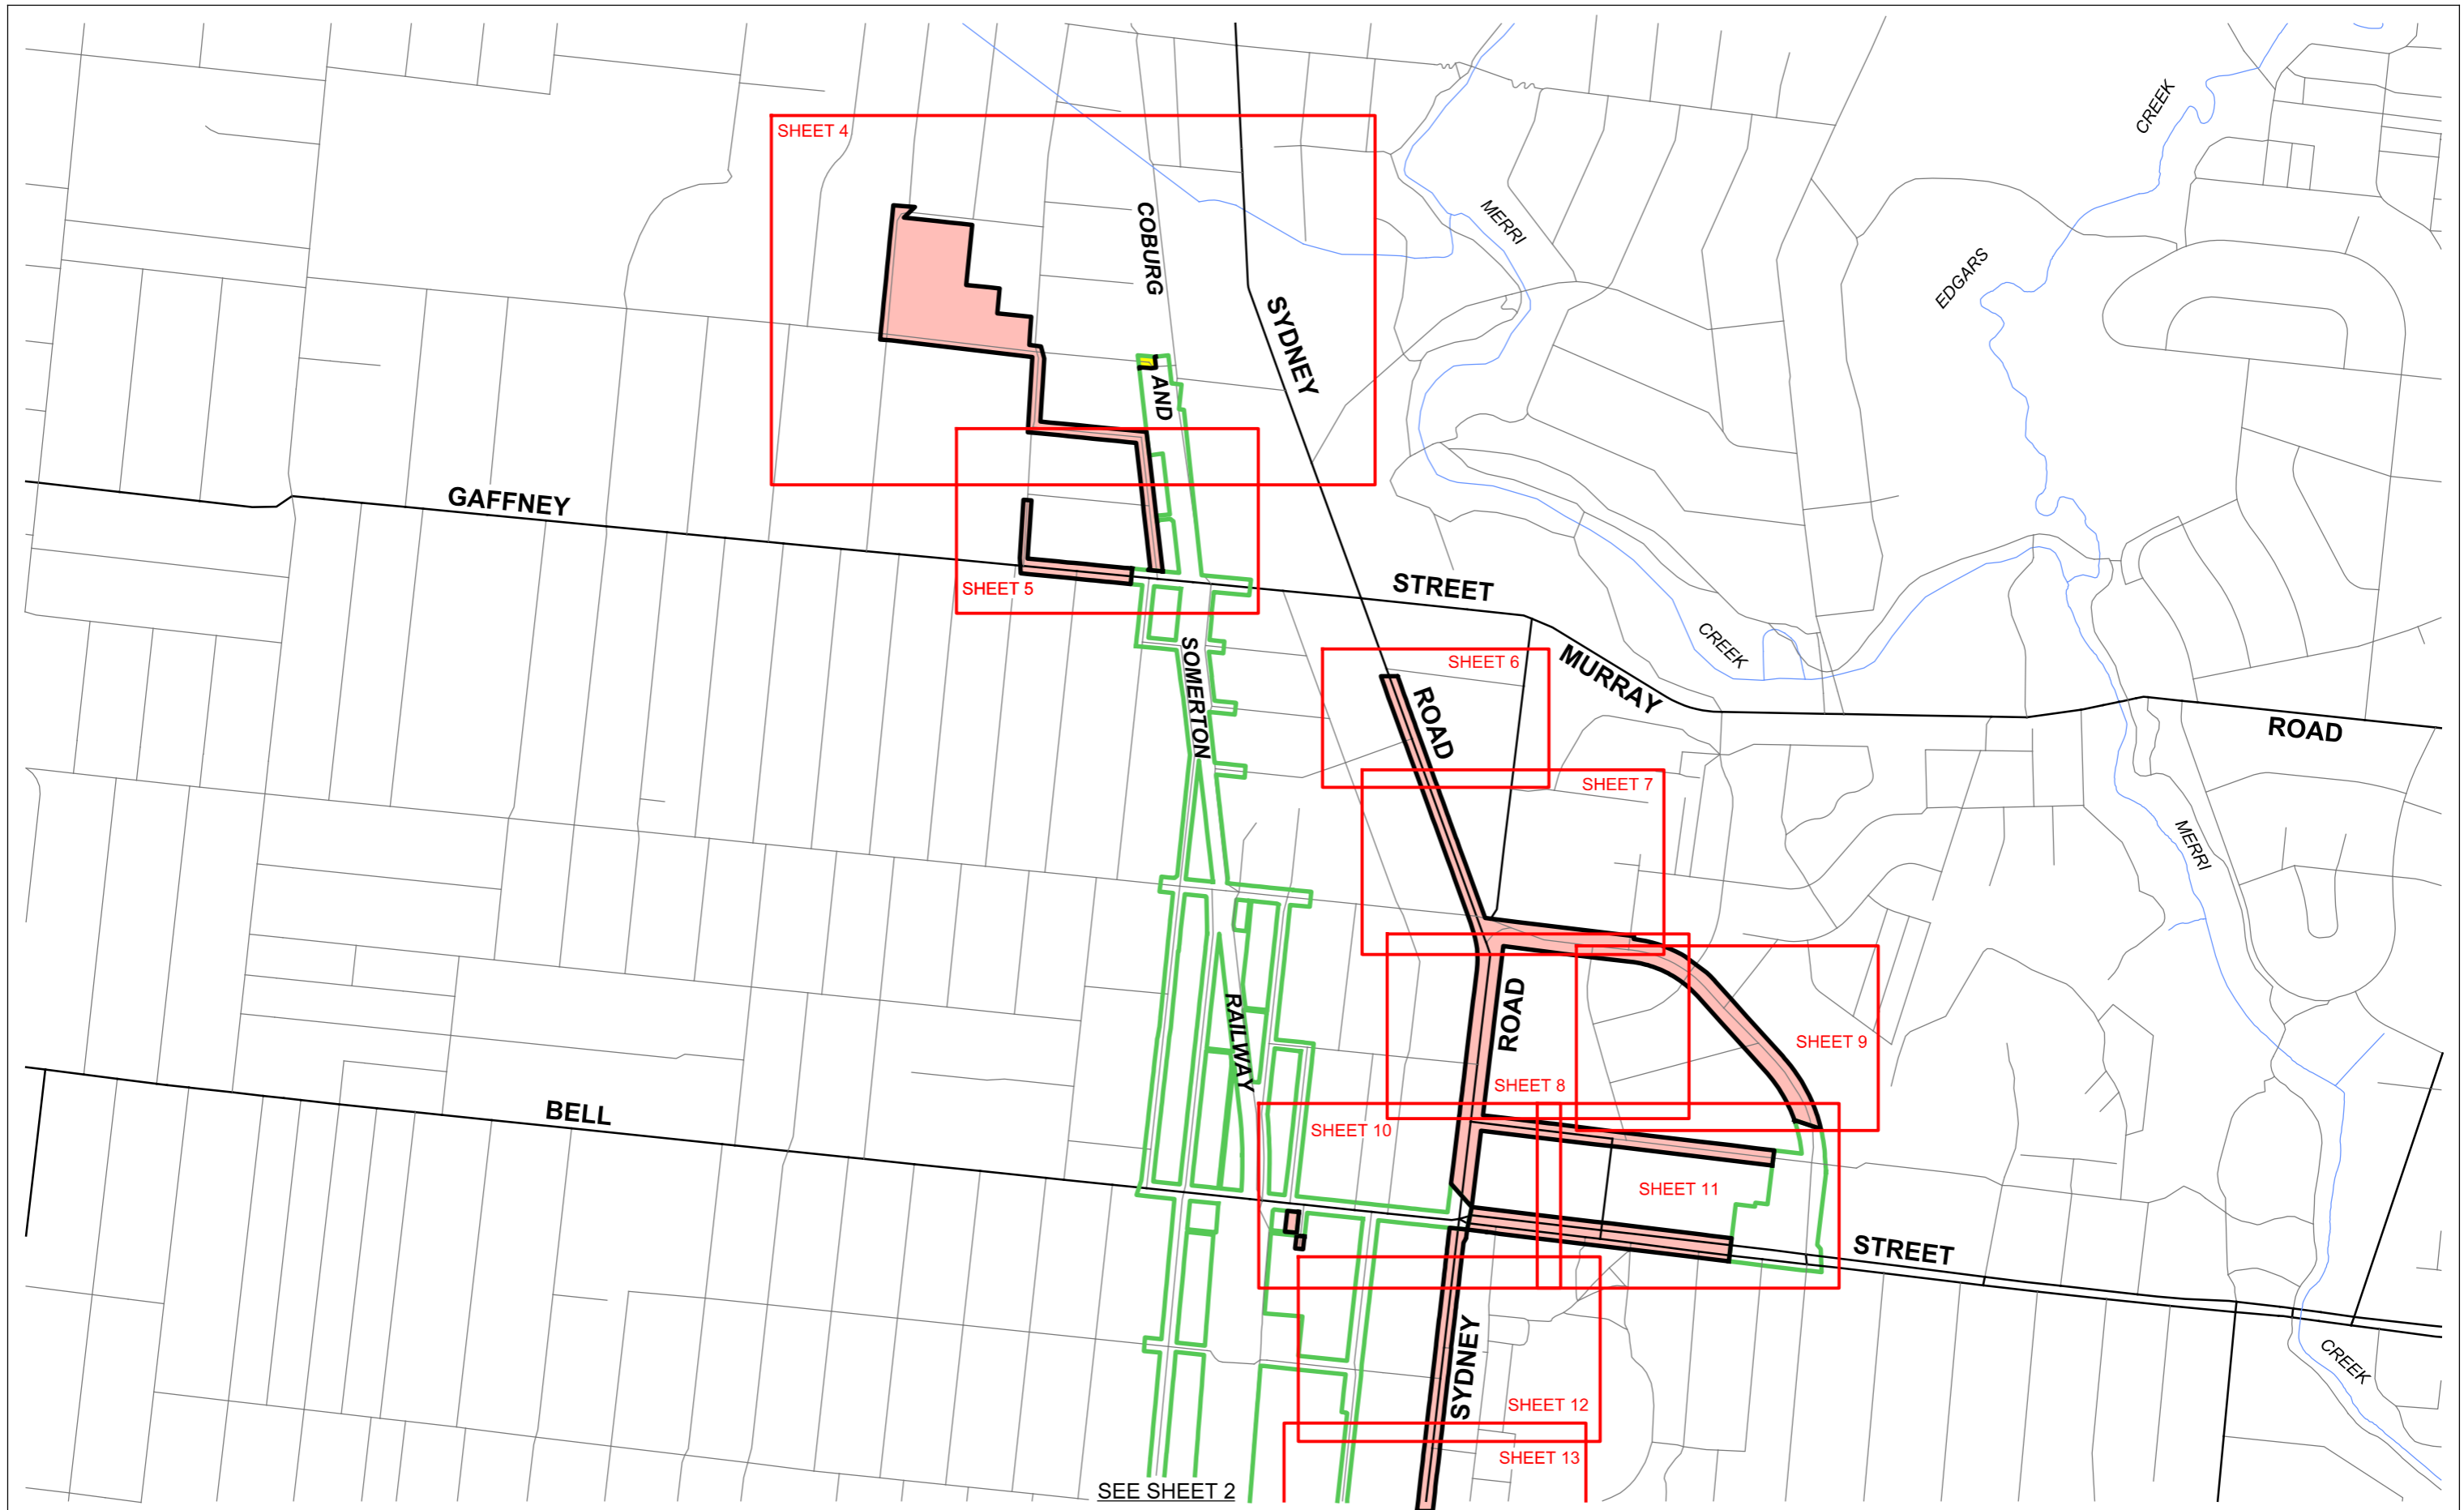 CREEK
SHEET 4
MERRI
COBURG
EDGARS
SYDNEY
AND
GAFFNEY
STREET
SHEET 5
CREEK
SOMERTON
SHEET 6
MURRAY
ROAD
ROAD
SHEET 7
MERRI
RAILWAY
ROAD
SHEET 9
SHEET 8
BELL
SHEET 10
SHEET 11
STREET
SYDNEY
CREEK
SHEET 12
SHEET 13
SEE SHEET 2